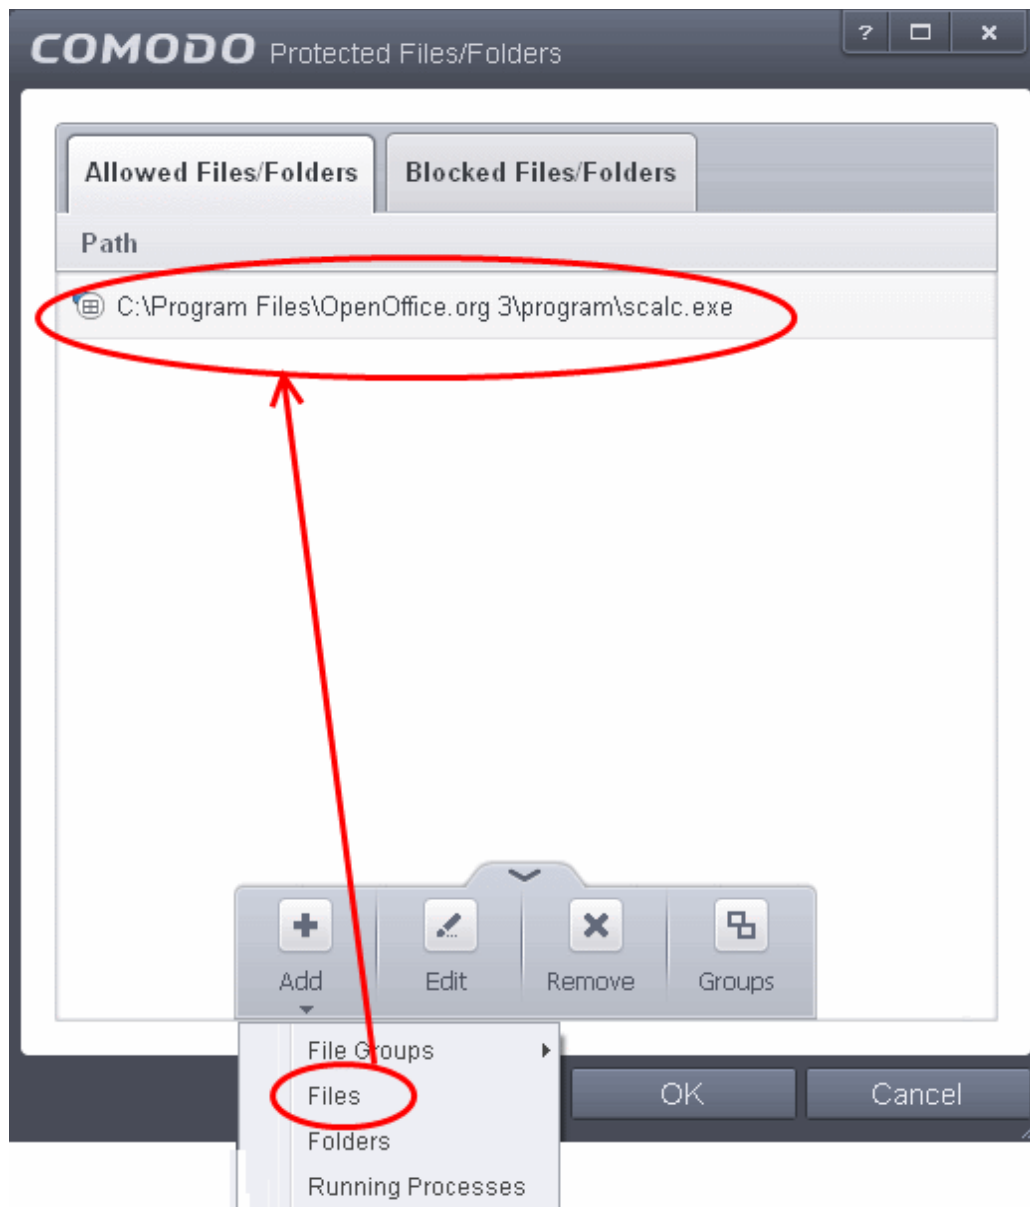 COMODO Protected Files/Folders ?
Allowed Files/Folders Blocked Files/Folders
Path
C:\Program Files\OpenOffice.org 3\program\scalc.exe
Add Edit Remove Groups
File Groups
Files OK Cancel
Folders
Running Processes